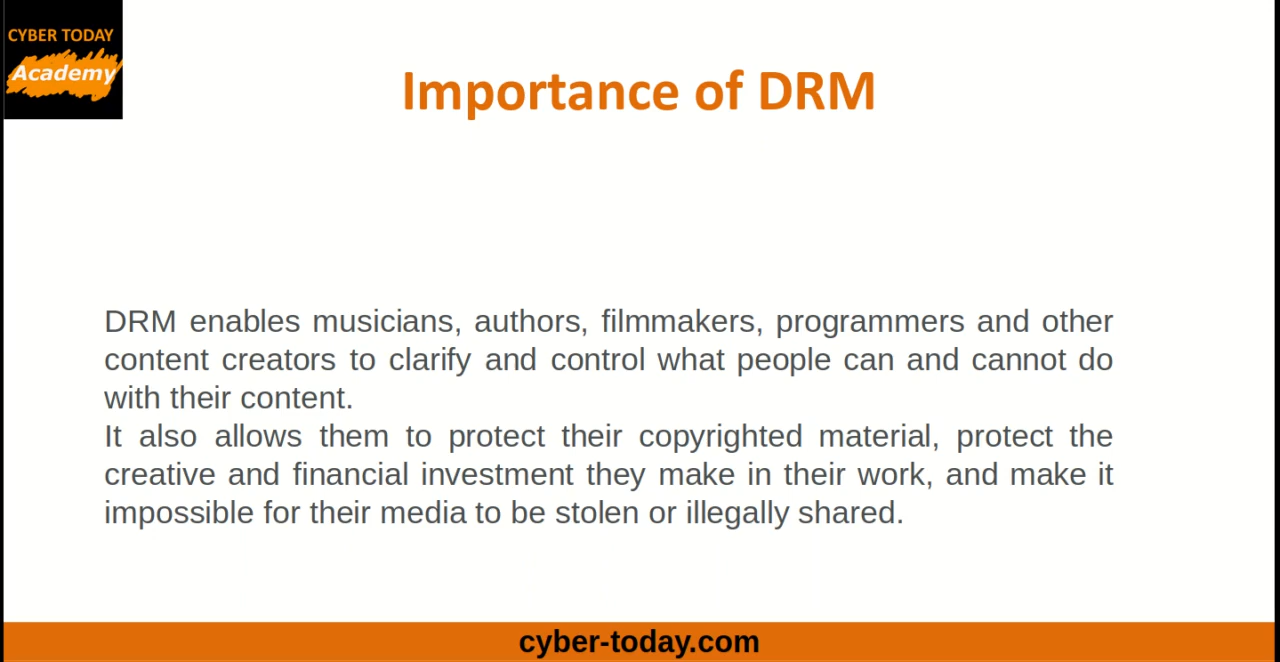 CYBER TODAY
Academy
Importance of DRM
DRM enables musicians, authors, filmmakers, programmers and other
content creators to clarify and control what people can and cannot do
with their content.
It also allows them to protect their copyrighted material, protect the
creative and financial investment they make in their work, and make it
impossible for their media to be stolen or illegally shared.
cyber-today.com